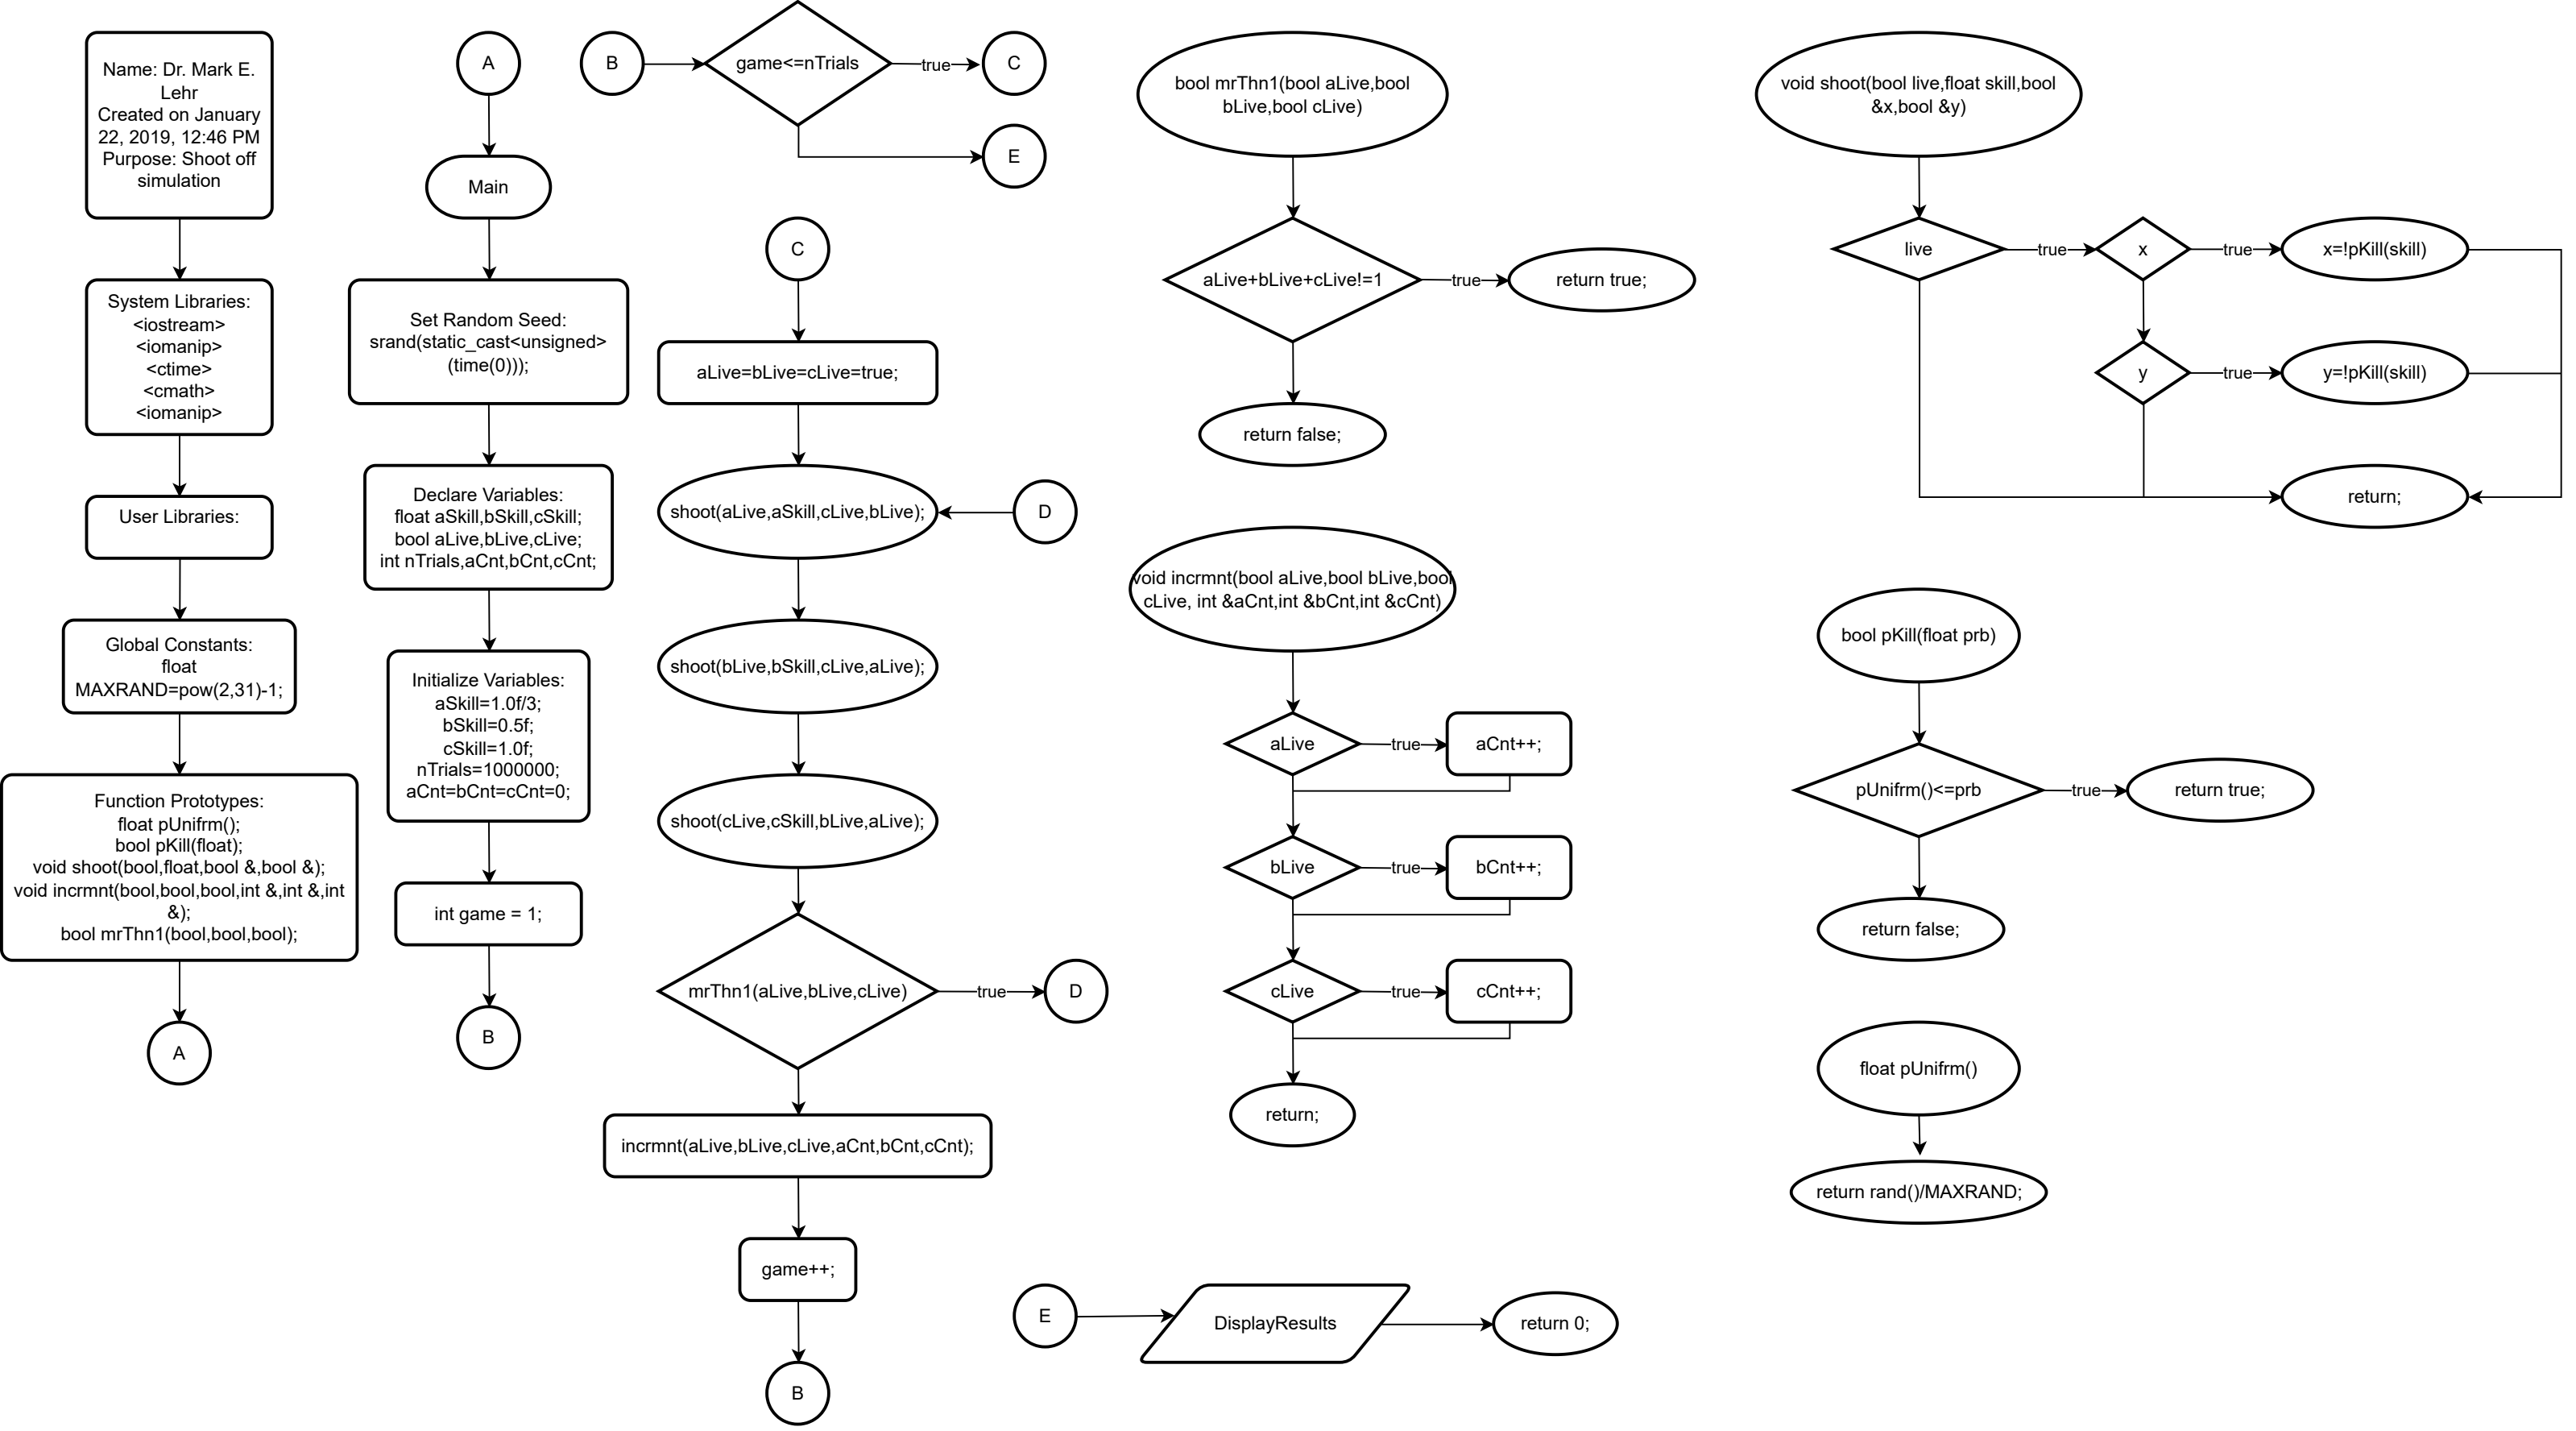 Name: Dr. Mark E.
Lehr
Created on January
22, 2019, 12:46 PM
Purpose: Shoot off
simulation
System Libraries:
<iostream>
<iomanip>
<ctime>
<cmath>
<iomanip>
User Libraries:
Global Constants:
float
MAXRAND=pow(2,31)-1;
Function Prototypes:
float pUnifrm();
bool pKill(float);
void shoot(bool,float,bool &,bool &);
void incrmnt(bool,bool,bool,int &,int &,int
&);
bool mrThn1(bool,bool,bool);
A
A
Main
Set Random Seed:
srand(static_cast<unsigned>
(time(0)));
Declare Variables:
float aSkill,bSkill,cSkill;
bool aLive,bLive,cLive;
int nTrials,aCnt,bCnt,cCnt;
Initialize Variables:
aSkill=1.0f/3;
bSkill=0.5f;
cSkill=1.0f;
nTrials=1000000;
aCnt=bCnt=cCnt=0;
int game = 1;
B
B
game<=nTrials
true
C
E
C
aLive=bLive=cLive=true;
shoot(aLive,aSkill,cLive,bLive);
D
shoot(bLive,bSkill,cLive,aLive);
shoot(cLive,cSkill,bLive,aLive);
mrThn1(aLive,bLive,cLive)
true
D
incrmnt(aLive,bLive,cLive,aCnt,bCnt,cCnt);
game++;
B
bool mrThn1(bool aLive,bool
bLive,bool cLive)
aLive+bLive+cLive!=1
true
return true;
return false;
void incrmnt(bool aLive,bool bLive,bool
cLive, int &aCnt,int &bCnt,int &cCnt)
aLive
true
aCnt++;
bLive
true
bCnt++;
cLive
true
cCnt++;
return;
E
DisplayResults
return 0;
void shoot(bool live,float skill,bool
&x,bool &y)
live
true
x
true
x=!pKill(skill)
y
true
y=!pKill(skill)
return;
bool pKill(float prb)
pUnifrm()<=prb
true
return true;
return false;
float pUnifrm()
return rand()/MAXRAND;